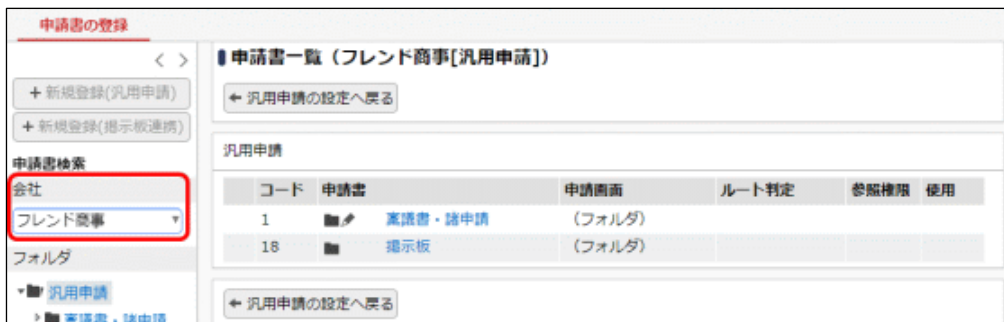 申請書の登録
< >
+ 新規登録(汎用申請)
+ 新規登録(掲示板連携)
申請書検索
会社
フレンド商事
フォルダ
汎用申請
稟議書・諸申請
申請書一覧（フレンド商事[汎用申請]）
← 汎用申請の設定へ戻る
汎用申請
コード 申請書 申請画面 ルート判定 参照権限 使用
1 稟議書・諸申請 （フォルダ）
18 掲示板 （フォルダ）
← 汎用申請の設定へ戻る